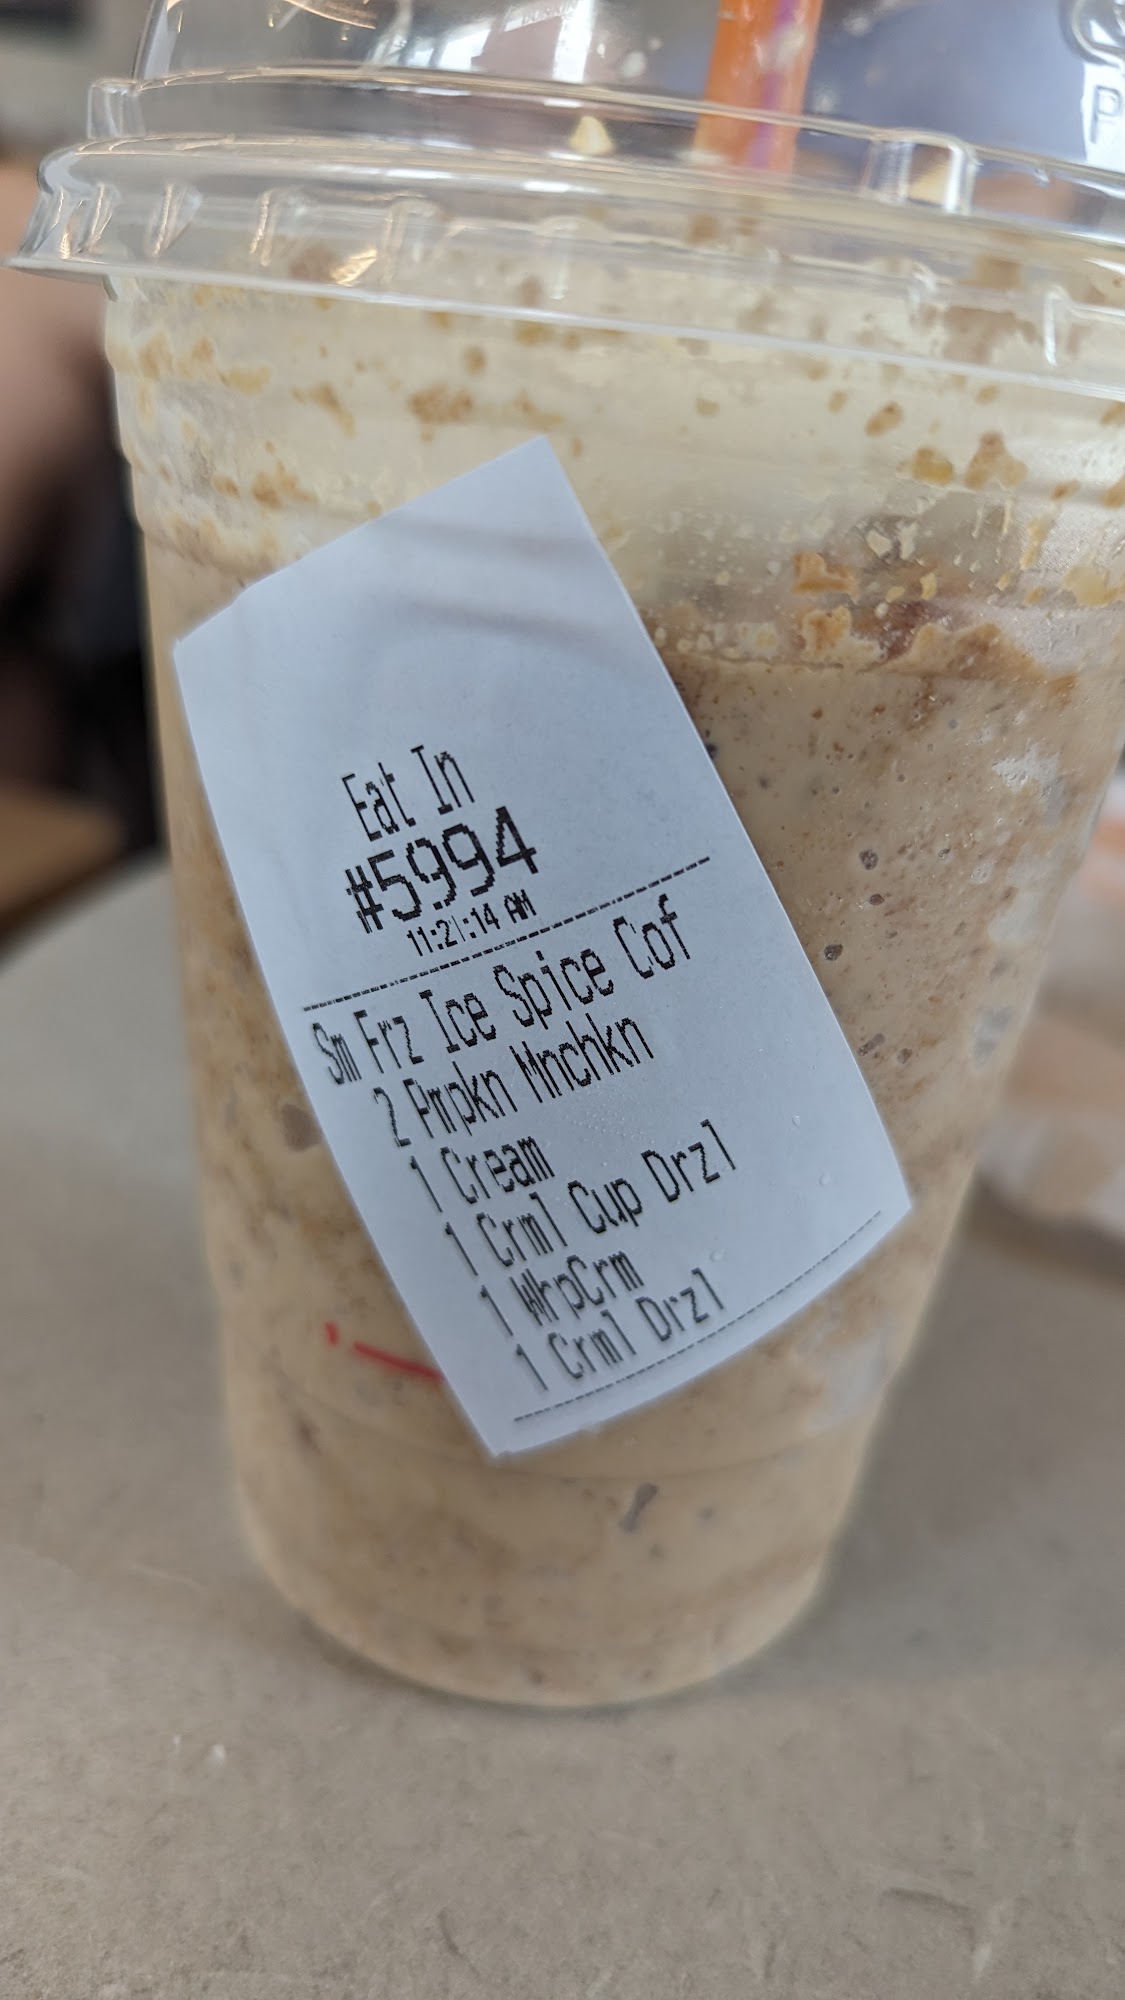 P
Eat In
#5994
11:21:14 AM
Sm Frz Ice Spice Cof
2 Pmpkn Mnchkn
1 Cream
1 Crml Cup Drzl
1 WhpCrm
1 Crml Drzl